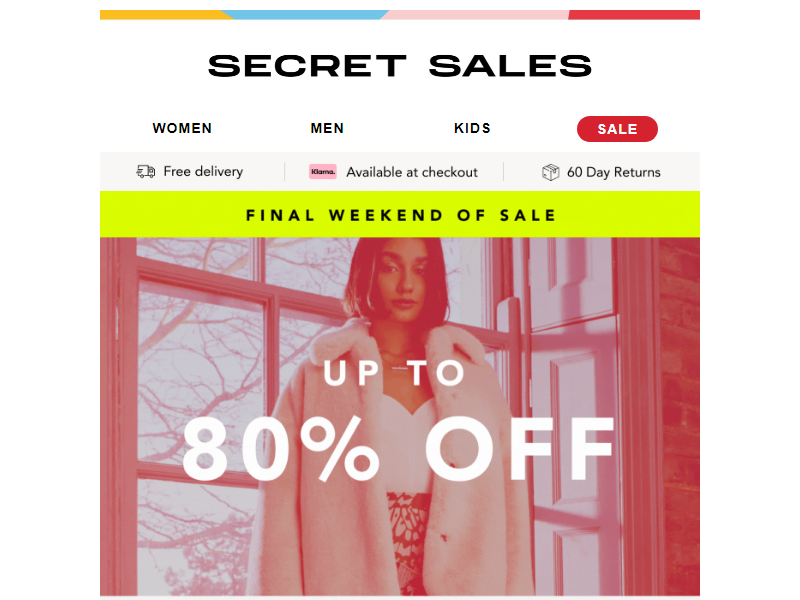 SECRET SALES
WOMEN MEN KIDS SALE
Free delivery Klarna. Available at checkout 60 Day Returns
FINAL WEEKEND OF SALE
UP TO
80% OFF